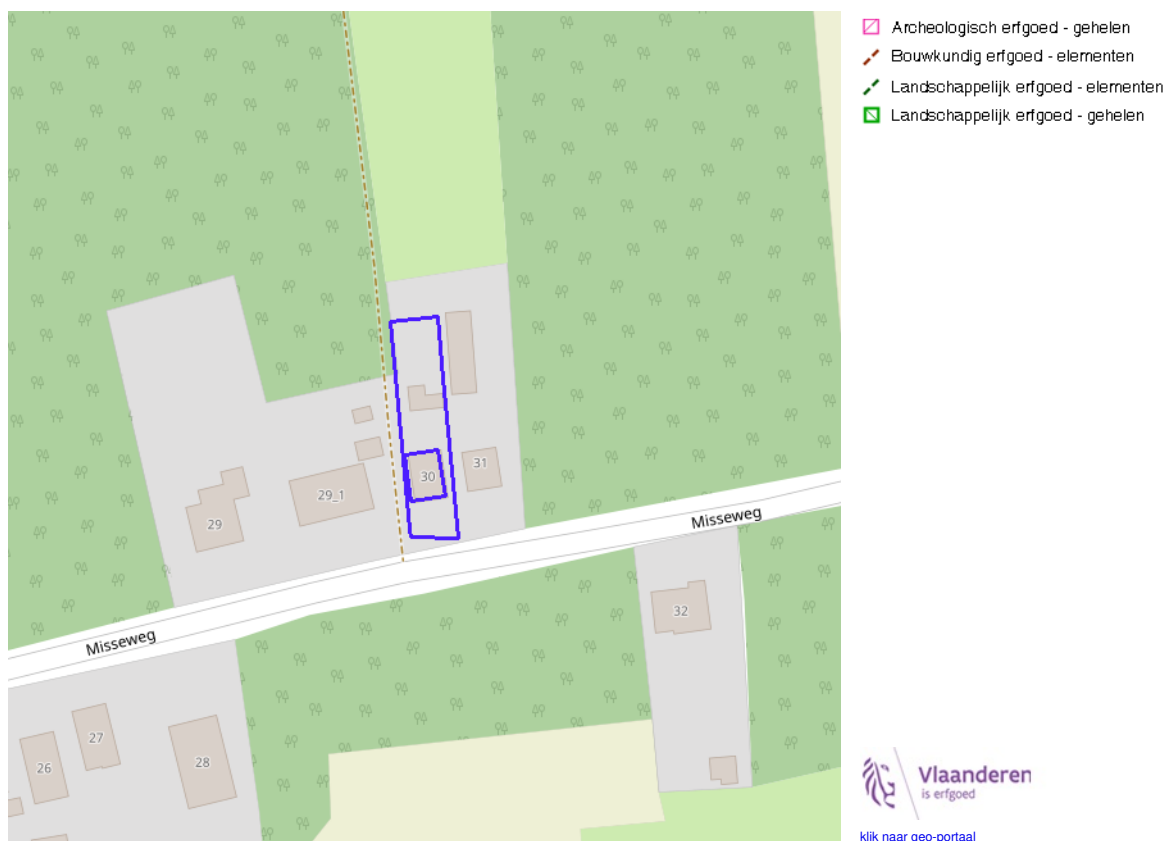 Archeologisch erfgoed - gehelen
Bouwkundig erfgoed - elementen
Landschappelijk erfgoed - elementen
Landschappelijk erfgoed - gehelen
30
31
29_1
29
Misseweg
32
Misseweg
27
26
28
Vlaanderen
is erfgoed
klik naar geo-portaal